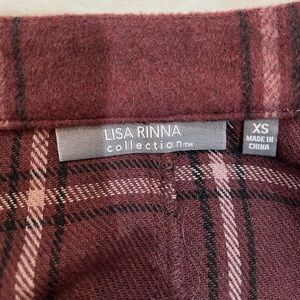 LISA RINNA
collection™
XS
MADE IN
CHINA